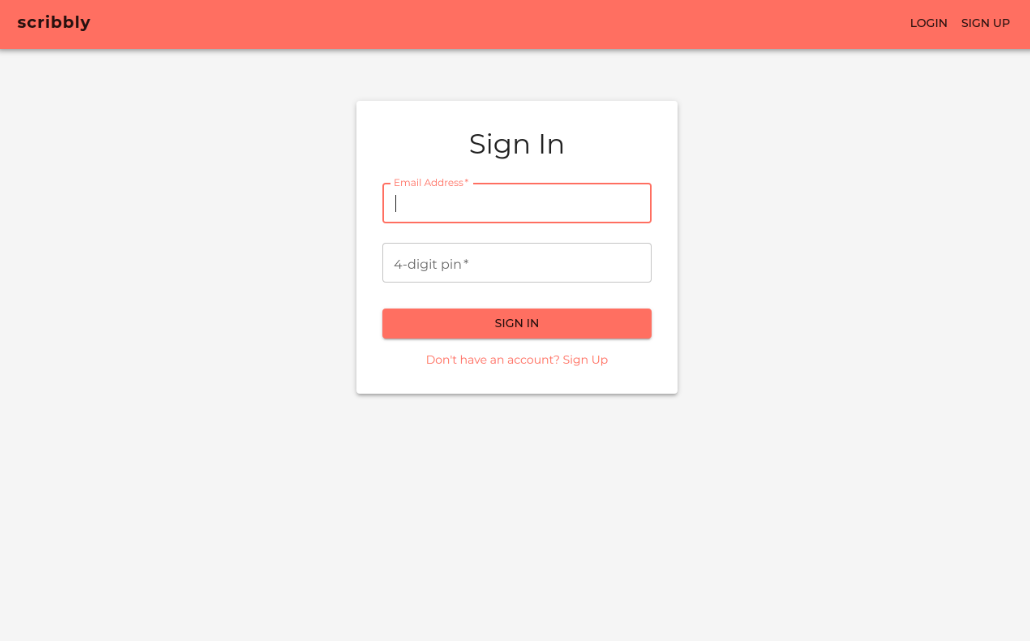 scribbly
LOGIN
SIGN UP
Sign In
Email Address *
4-digit pin *
SIGN IN
Don't have an account? Sign Up